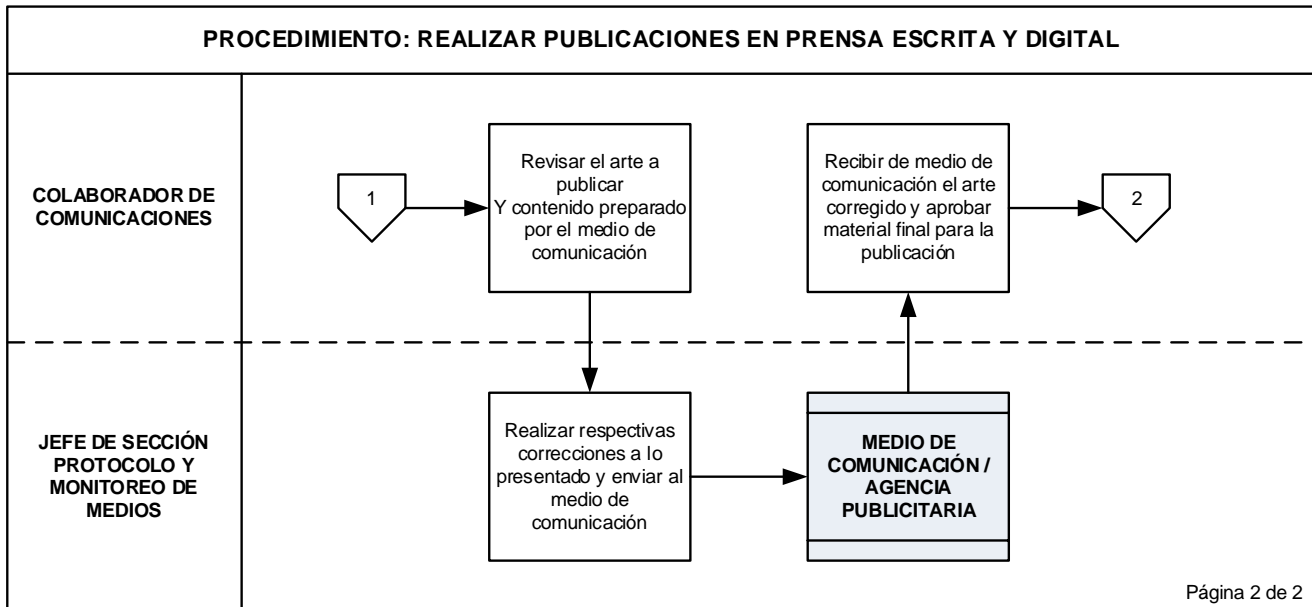 PROCEDIMIENTO: REALIZAR PUBLICACIONES EN PRENSA ESCRITA Y DIGITAL
COLABORADOR DE
COMUNICACIONES
1
Revisar el arte a
publicar
Y contenido preparado
por el medio de
comunicación
Recibir de medio de
comunicación el arte
corregido y aprobar
material final para la
publicación
2
JEFE DE SECCIÓN
PROTOCOLO Y
MONITOREO DE
MEDIOS
Realizar respectivas
correcciones a lo
presentado y enviar al
medio de
comunicación
MEDIO DE
COMUNICACIÓN /
AGENCIA
PUBLICITARIA
Página 2 de 2